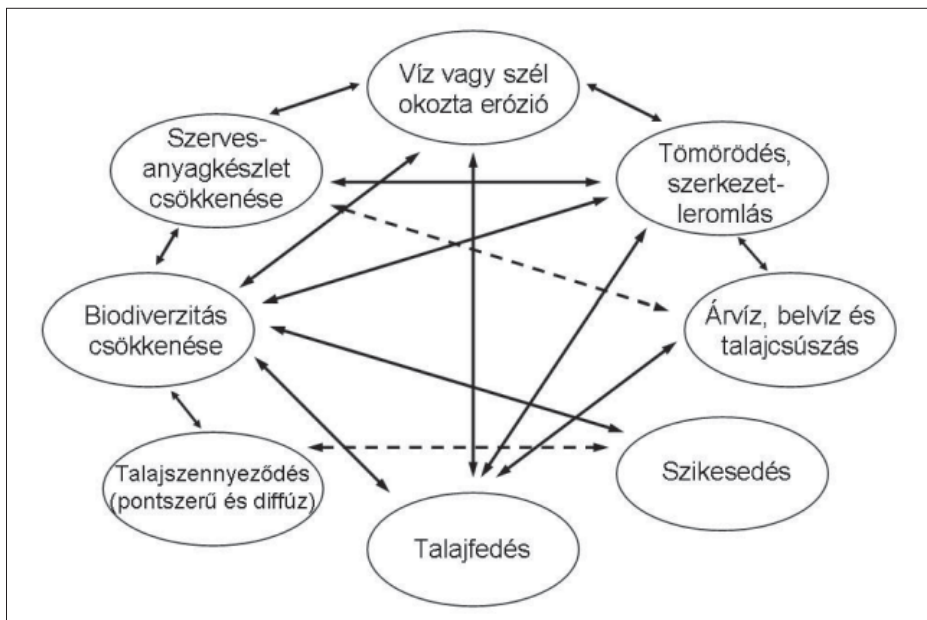 Víz vagy szél
okozta erózió
Szerves-
anyagkészlet
csökkenése
Tömörödés,
szerkezet-
leromlás
Biodiverzitás
csökkenése
Árvíz, belvíz és
talajcsúszás
Talajszennyeződés
(pontszerű és diffúz)
Szikesedés
Talajfedés